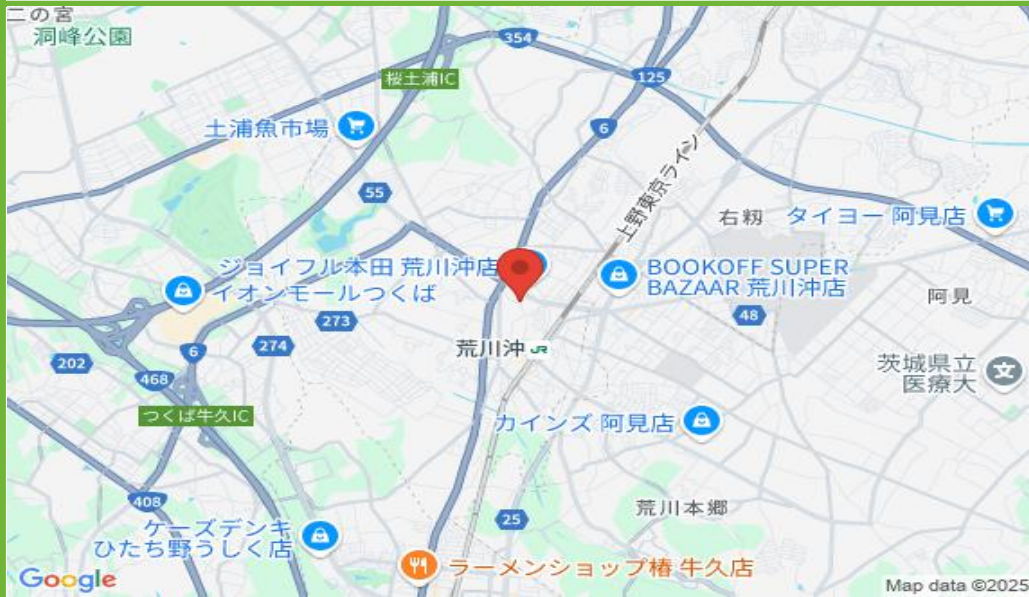 二の宮
洞峰公園
354
桜土浦IC
125
土浦魚市場
6
上野東京ライン
55
右籾
タイヨー 阿見店
ジョイフル本田 荒川沖店
BOOKOFF SUPER
BAZAAR 荒川沖店
イオンモールつくば
阿見
273
48
274
荒川沖 JR
6
202
茨城県立
医療大
文
468
つくば牛久IC
カインズ 阿見店
408
荒川本郷
25
ケーズデンキ
ひたち野うしく店
ラーメンショップ椿 牛久店
Google
Map data ©2025